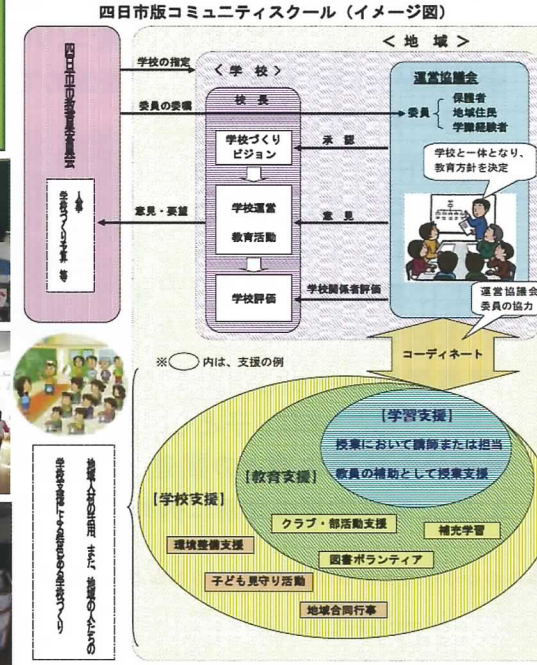 四日市版コミュニティスクール（イメージ図）
＜ 地 域 ＞
四日市市教育委員会
人事
学校づくり予算 等
学校の指定
委員の委嘱
意見・要望
＜ 学 校 ＞
校 長
学校づくり
ビジョン
学校運営
教育活動
学校評価
承 認
意 見
学校関係者評価
運営協議会
委員
保護者
地域住民
学識経験者
学校と一体となり、
教育方針を決定
運営協議会
委員の協力
コーディネート
※ 内は、支援の例
【学習支援】
授業において講師または担当
教員の補助として授業支援
【教育支援】
クラブ・部活動支援
補充学習
図書ボランティア
【学校支援】
環境整備支援
子ども見守り活動
地域合同行事
地域人材の活用、また、地域の人たちの
学校支援による特色ある学校づくり